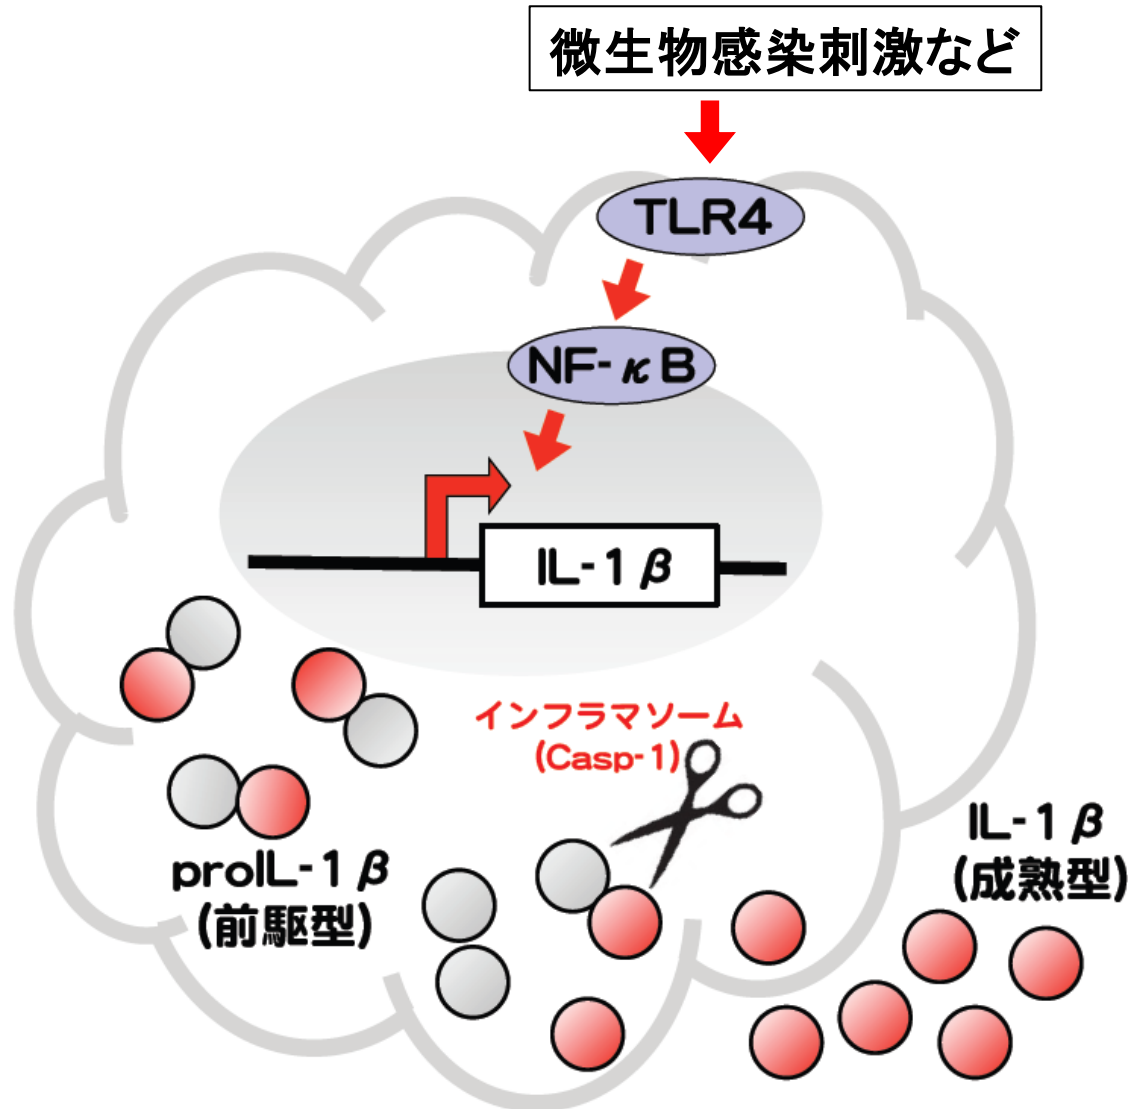 微生物感染刺激など
TLR4
NF-κB
IL-1β
インフラマソーム
(Casp-1)
proIL-1β
(前駆型)
IL-1β
(成熟型)